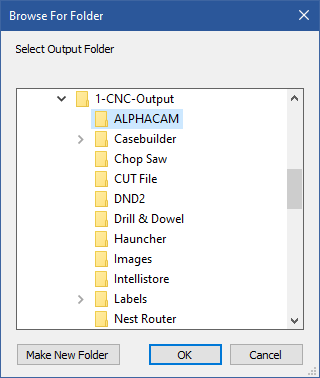 Browse For Folder
Select Output Folder
1-CNC-Output
ALPHACAM
Casebuilder
Chop Saw
CUT File
DND2
Drill & Dowel
Hauncher
Images
Intellistore
Labels
Nest Router
Make New Folder
OK
Cancel